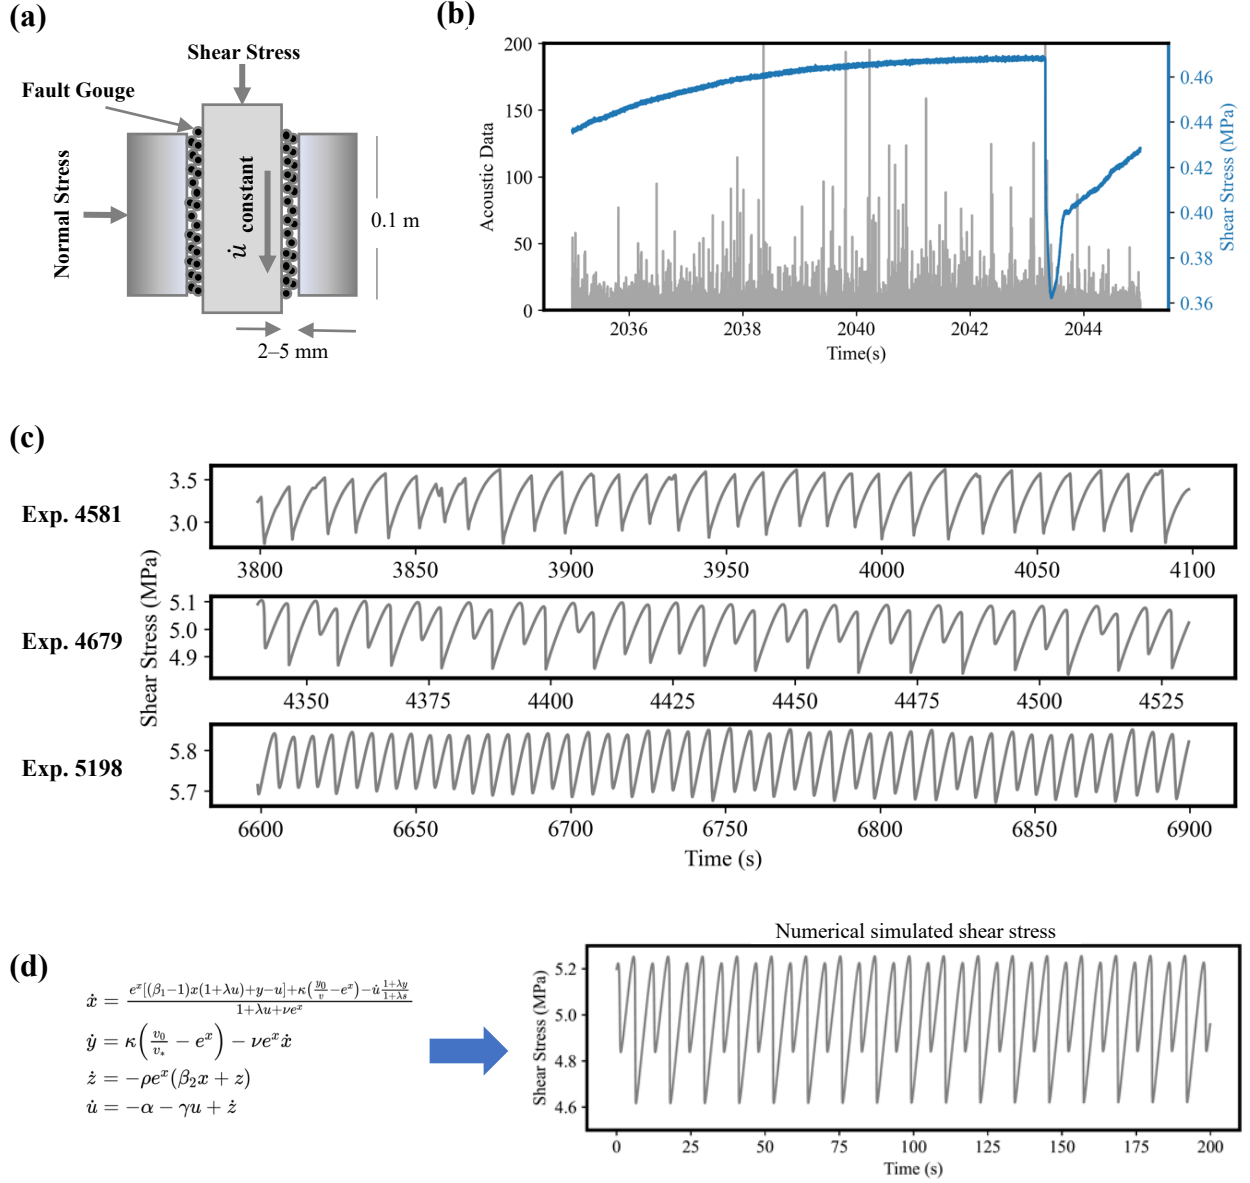 (a)
Shear Stress
Fault Gouge
Normal Stress
u̇ constant
0.1 m
2–5 mm
(b)
200
150
100
50
0
Acoustic Data
2036 2038 2040 2042 2044
Time(s)
0.46
0.44
0.42
0.40
0.38
0.36
Shear Stress (MPa)
(c)
Exp. 4581
3.5
3.0
3800 3850 3900 3950 4000 4050 4100
Shear Stress (MPa)
Exp. 4679
5.1
5.0
4.9
4350 4375 4400 4425 4450 4475 4500 4525
Exp. 5198
5.8
5.7
6600 6650 6700 6750 6800 6850 6900
Time (s)
(d)
ẋ = e^x[(β₁−1)x(1+λu)+y−u]+κ(y₀/v−e^x)−u̇(1+λy)/(1+λs) / 1+λu+νe^x
ẏ = κ(v₀/v* − e^x) − νe^xẋ
ż = −ρe^x(β₂x + z)
u̇ = −α − γu + ż
Numerical simulated shear stress
5.2
5.0
4.8
4.6
Shear Stress (MPa)
0 25 50 75 100 125 150 175 200
Time (s)